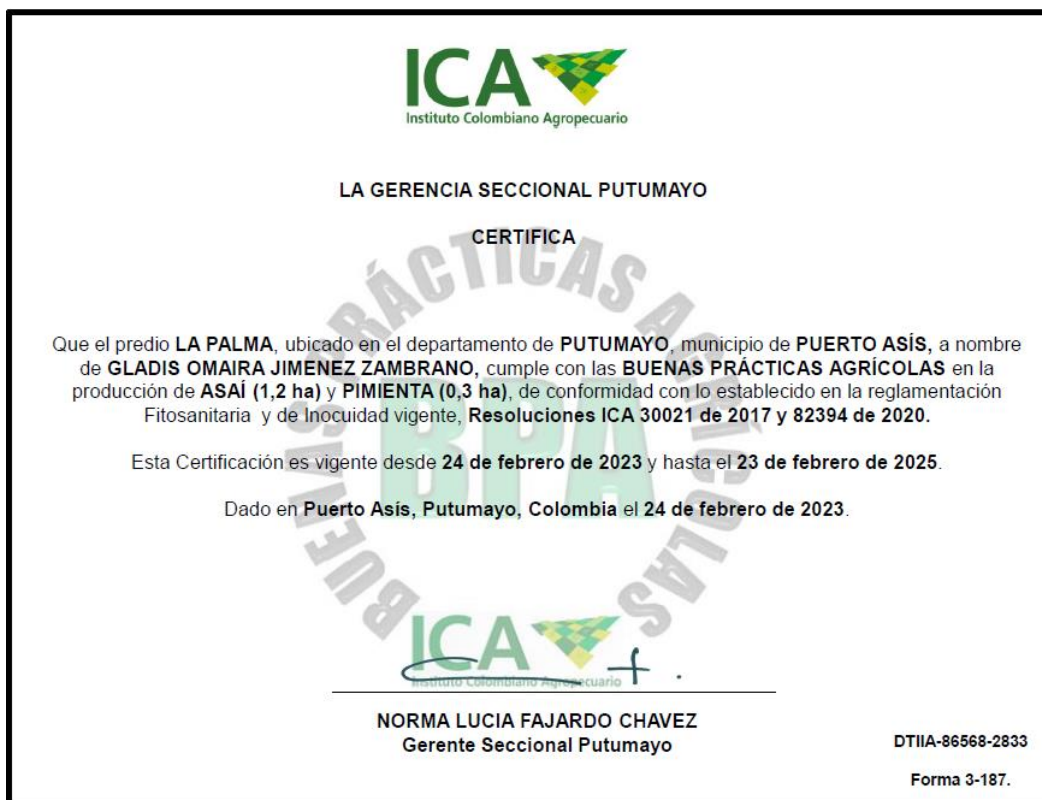 ICA
Instituto Colombiano Agropecuario
LA GERENCIA SECCIONAL PUTUMAYO
CERTIFICA
Que el predio LA PALMA, ubicado en el departamento de PUTUMAYO, municipio de PUERTO ASÍS, a nombre
de GLADIS OMAIRA JIMENEZ ZAMBRANO, cumple con las BUENAS PRÁCTICAS AGRÍCOLAS en la
producción de ASAÍ (1,2 ha) y PIMIENTA (0,3 ha), de conformidad con lo establecido en la reglamentación
Fitosanitaria y de Inocuidad vigente, Resoluciones ICA 30021 de 2017 y 82394 de 2020.
Esta Certificación es vigente desde 24 de febrero de 2023 y hasta el 23 de febrero de 2025.
Dado en Puerto Asís, Putumayo, Colombia el 24 de febrero de 2023.
BUENAS PRÁCTICAS AGRÍCOLAS
BPA
ICA
Instituto Colombiano Agropecuario
NORMA LUCIA FAJARDO CHAVEZ
Gerente Seccional Putumayo
DTIIA-86568-2833
Forma 3-187.